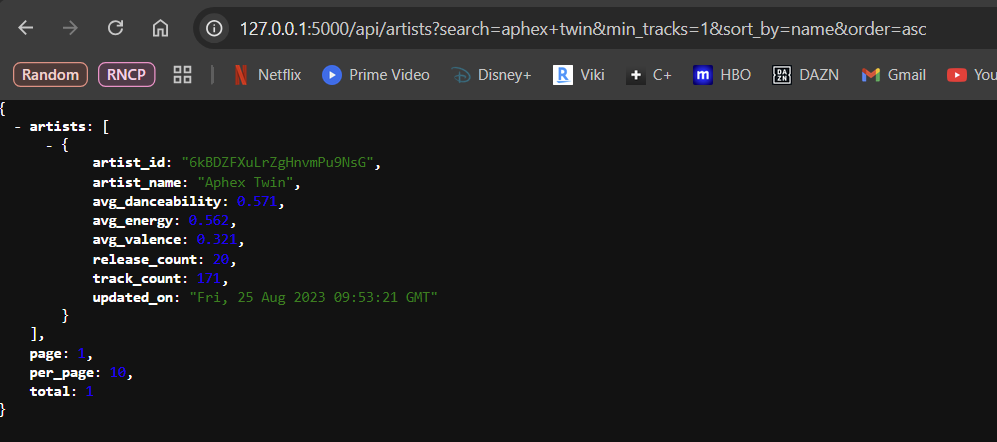 127.0.0.1:5000/api/artists?search=aphex+twin&min_tracks=1&sort_by=name&order=asc
Random RNCP Netflix Prime Video Disney+ Viki C+ HBO DAZN Gmail You
{
- artists: [
- {
artist_id: "6kBDZFXuLrZgHnvmPu9NsG",
artist_name: "Aphex Twin",
avg_danceability: 0.571,
avg_energy: 0.562,
avg_valence: 0.321,
release_count: 20,
track_count: 171,
updated_on: "Fri, 25 Aug 2023 09:53:21 GMT"
}
],
page: 1,
per_page: 10,
total: 1
}